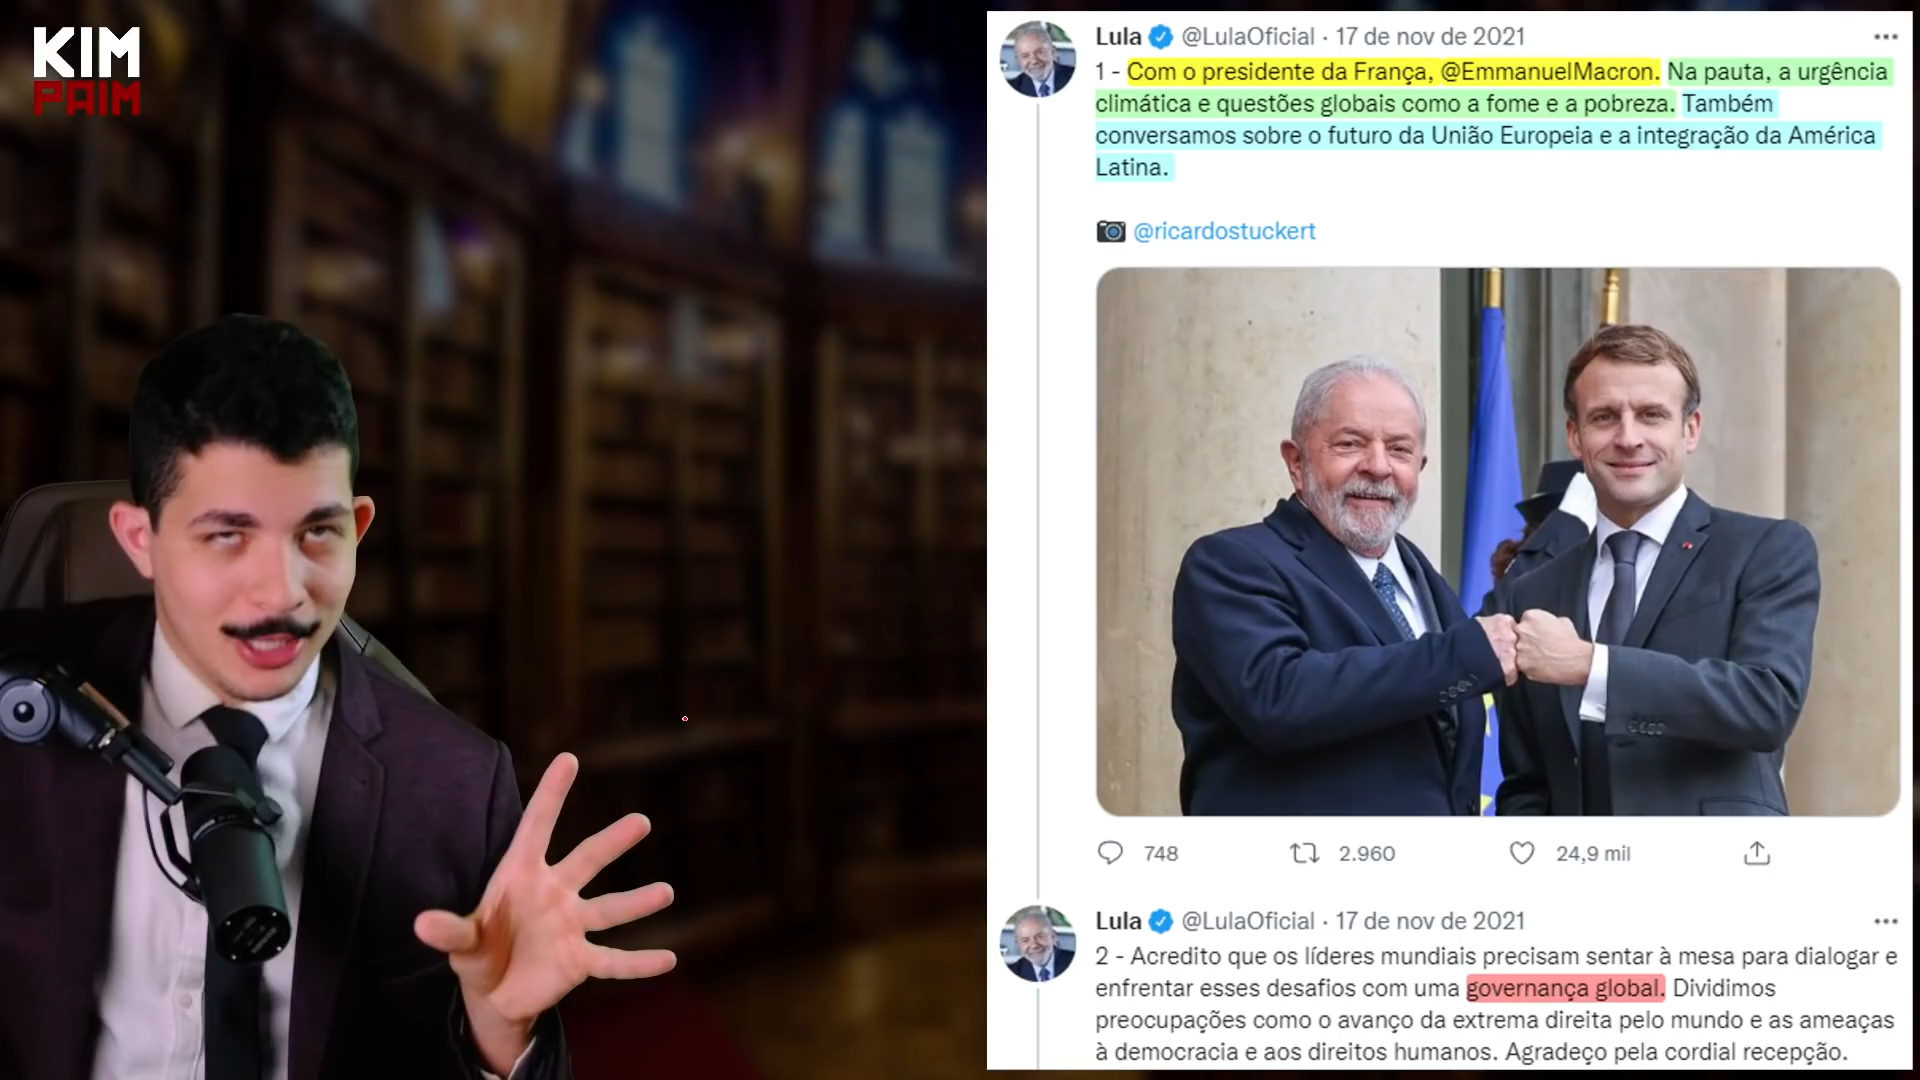 KIM
PAIM
Lula @LulaOficial · 17 de nov de 2021
1 - Com o presidente da França, @EmmanuelMacron. Na pauta, a urgência
climática e questões globais como a fome e a pobreza. Também
conversamos sobre o futuro da União Europeia e a integração da América
Latina.
@ricardostuckert
748 2.960 24,9 mil
Lula @LulaOficial · 17 de nov de 2021
2 - Acredito que os líderes mundiais precisam sentar à mesa para dialogar e
enfrentar esses desafios com uma governança global. Dividimos
preocupações como o avanço da extrema direita pelo mundo e as ameaças
à democracia e aos direitos humanos. Agradeço pela cordial recepção.